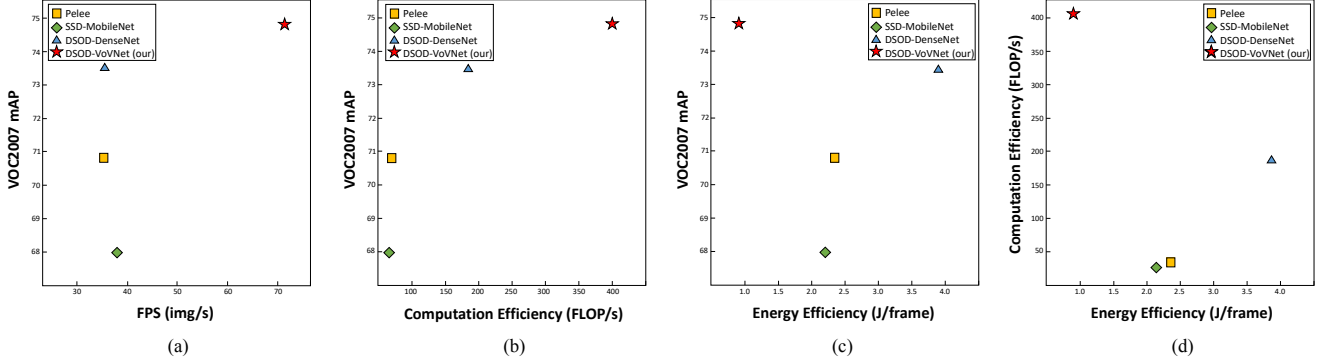 VOC2007 mAP
75
74
73
72
71
70
69
68
Pelee
SSD-MobileNet
DSOD-DenseNet
DSOD-VoVNet (our)
30 40 50 60 70
FPS (img/s)
(a)
VOC2007 mAP
75
74
73
72
71
70
69
68
Pelee
SSD-MobileNet
DSOD-DenseNet
DSOD-VoVNet (our)
100 150 200 250 300 350 400
Computation Efficiency (FLOP/s)
(b)
VOC2007 mAP
75
74
73
72
71
70
69
68
Pelee
SSD-MobileNet
DSOD-DenseNet
DSOD-VoVNet (our)
1.0 1.5 2.0 2.5 3.0 3.5 4.0
Energy Efficiency (J/frame)
(c)
Computation Efficiency (FLOP/s)
400
350
300
250
200
150
100
50
Pelee
SSD-MobileNet
DSOD-DenseNet
DSOD-VoVNet (our)
1.0 1.5 2.0 2.5 3.0 3.5 4.0
Energy Efficiency (J/frame)
(d)